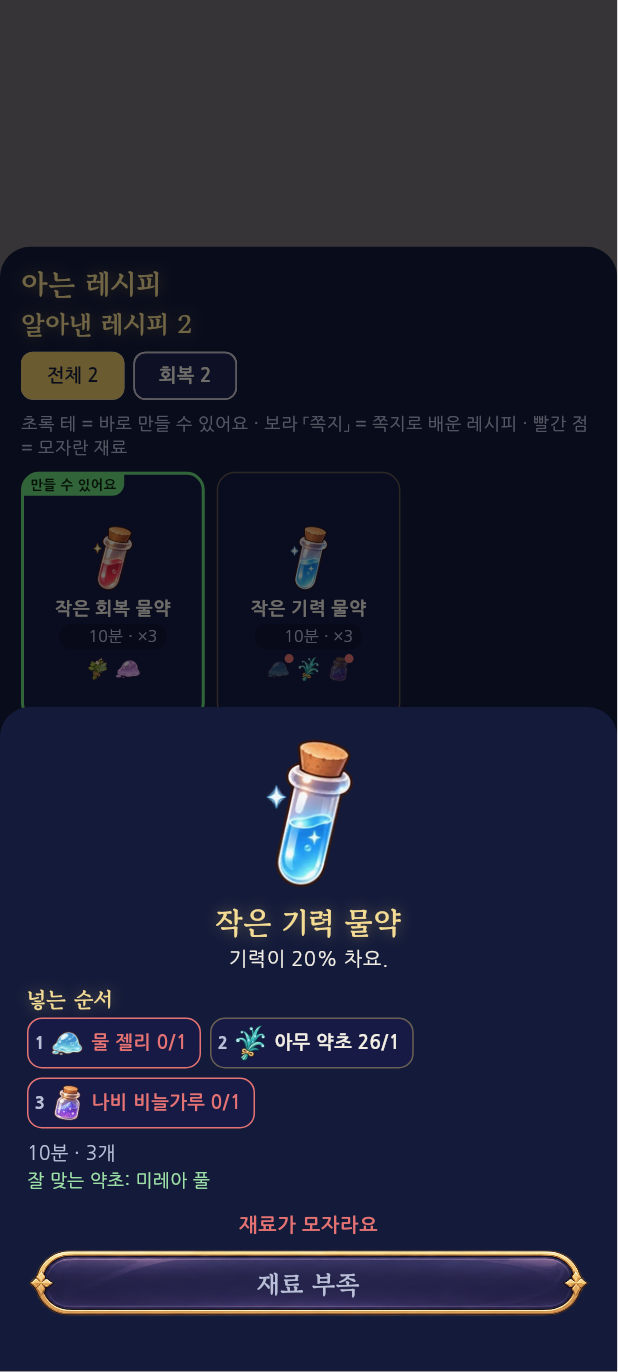 아는 레시피
알아낸 레시피 2
전체 2 회복 2
초록 테 = 바로 만들 수 있어요 · 보라 「쪽지」 = 쪽지로 배운 레시피 · 빨간 점
= 모자란 재료
만들 수 있어요
작은 회복 물약 작은 기력 물약
10분 · ×3 10분 · ×3
작은 기력 물약
기력이 20% 차요.
넣는 순서
1 물 젤리 0/1 2 아무 약초 26/1
3 나비 비늘가루 0/1
10분 · 3개
잘 맞는 약초: 미레아 풀
재료가 모자라요
재료 부족